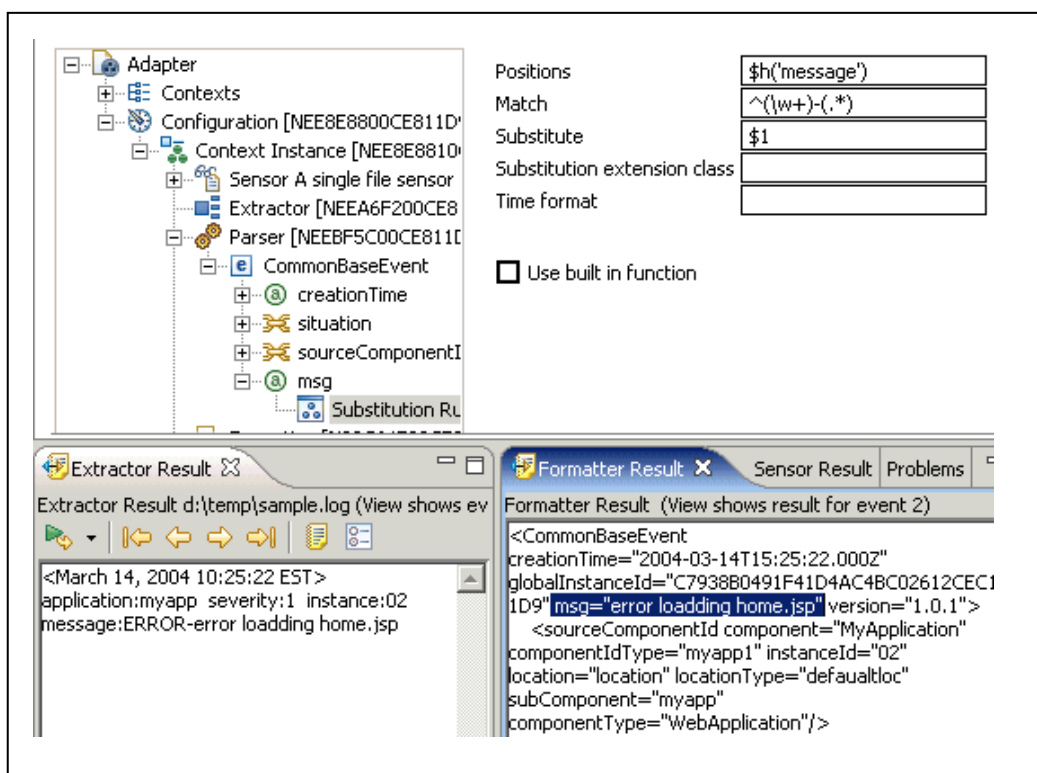 Adapter
Contexts
Configuration [NEE8E8800CE811D
Context Instance [NEE8E8810
Sensor A single file sensor
Extractor [NEEA6F200CE8
Parser [NEEBF5C00CE811D
CommonBaseEvent
creationTime
situation
sourceComponentI
msg
Substitution Ru
Positions $h('message')
Match ^(\w+)-(.*)
Substitute $1
Substitution extension class
Time format
Use built in function
Extractor Result
Extractor Result d:\temp\sample.log (View shows ev
<March 14, 2004 10:25:22 EST>
application:myapp severity:1 instance:02
message:ERROR-error loadding home.jsp
Formatter Result Sensor Result Problems
Formatter Result (View shows result for event 2)
<CommonBaseEvent
creationTime="2004-03-14T15:25:22.000Z"
globalInstanceId="C7938B0491F41D4AC4BC02612CEC1
1D9" msg="error loadding home.jsp" version="1.0.1">
<sourceComponentId component="MyApplication"
componentIdType="myapp1" instanceId="02"
location="location" locationType="defaualtloc"
subComponent="myapp"
componentType="WebApplication"/>